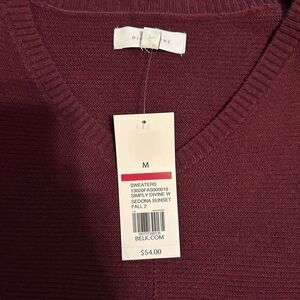 M
SWEATERS
SIMPLY DIVINE W
SEDONA SUNSET
FALL 2
BELK.COM
$54.00